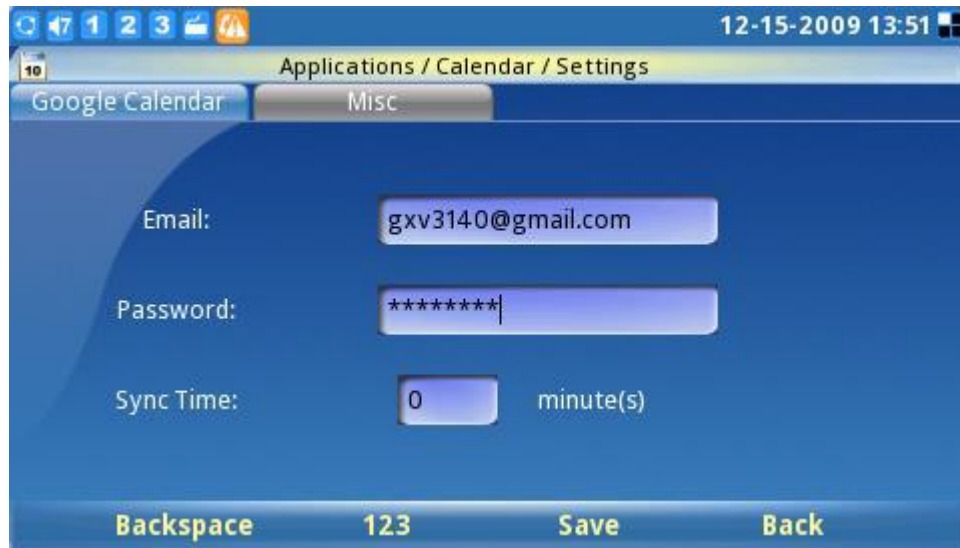 7 1 2 3 12-15-2009 13:51
10 Applications / Calendar / Settings
Google Calendar Misc
Email: gxv3140@gmail.com
Password: ********
Sync Time: 0 minute(s)
Backspace 123 Save Back